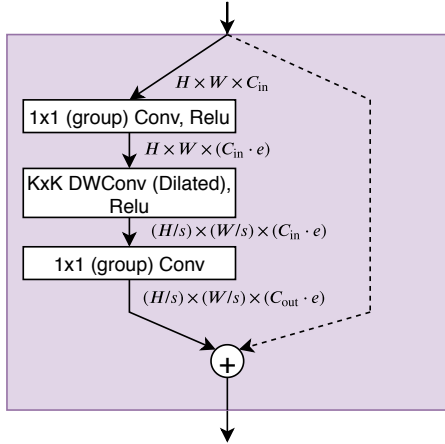 H × W × C_in
1x1 (group) Conv, Relu
H × W × (C_in · e)
KxK DWConv (Dilated),
Relu
(H/s) × (W/s) × (C_in · e)
1x1 (group) Conv
(H/s) × (W/s) × (C_out · e)
+